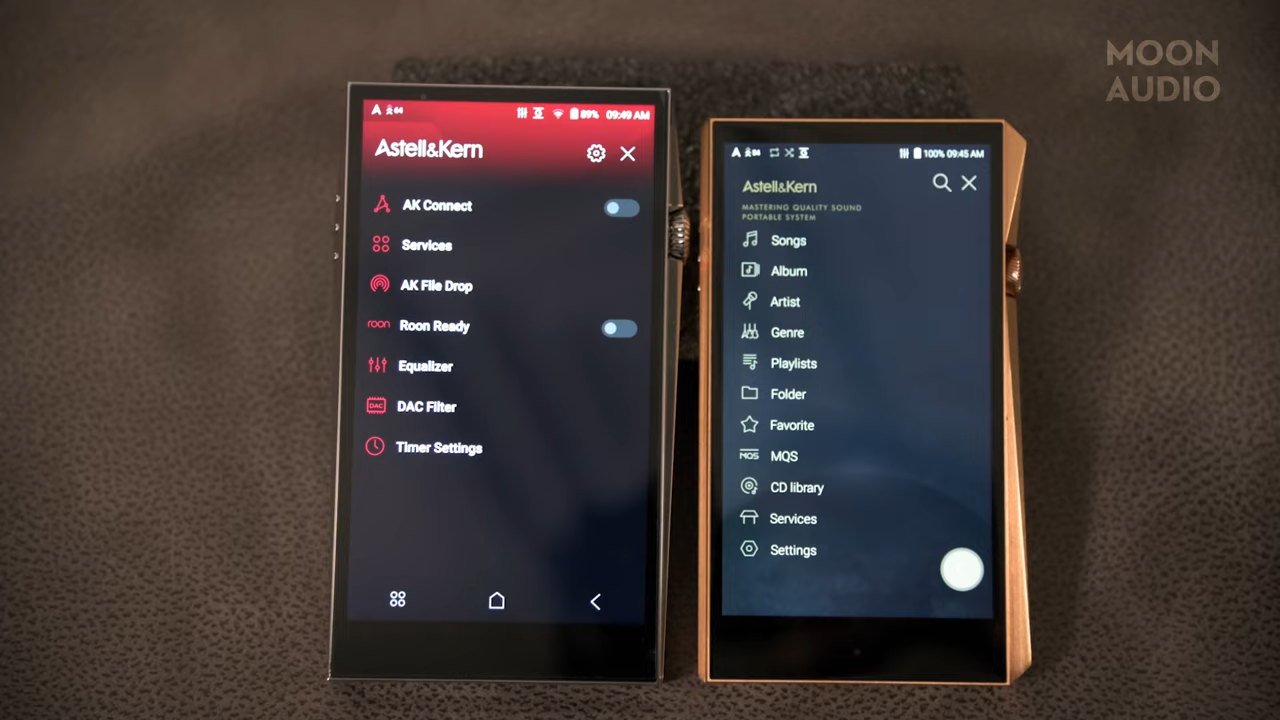 MOON
AUDIO
64
89% 09:49 AM
Astell&Kern
AK Connect
Services
AK File Drop
roon Roon Ready
Equalizer
DAC DAC Filter
Timer Settings
100% 09:45 AM
Astell&Kern
MASTERING QUALITY SOUND
PORTABLE SYSTEM
Songs
Album
Artist
Genre
Playlists
Folder
Favorite
MQS MQS
CD library
Services
Settings